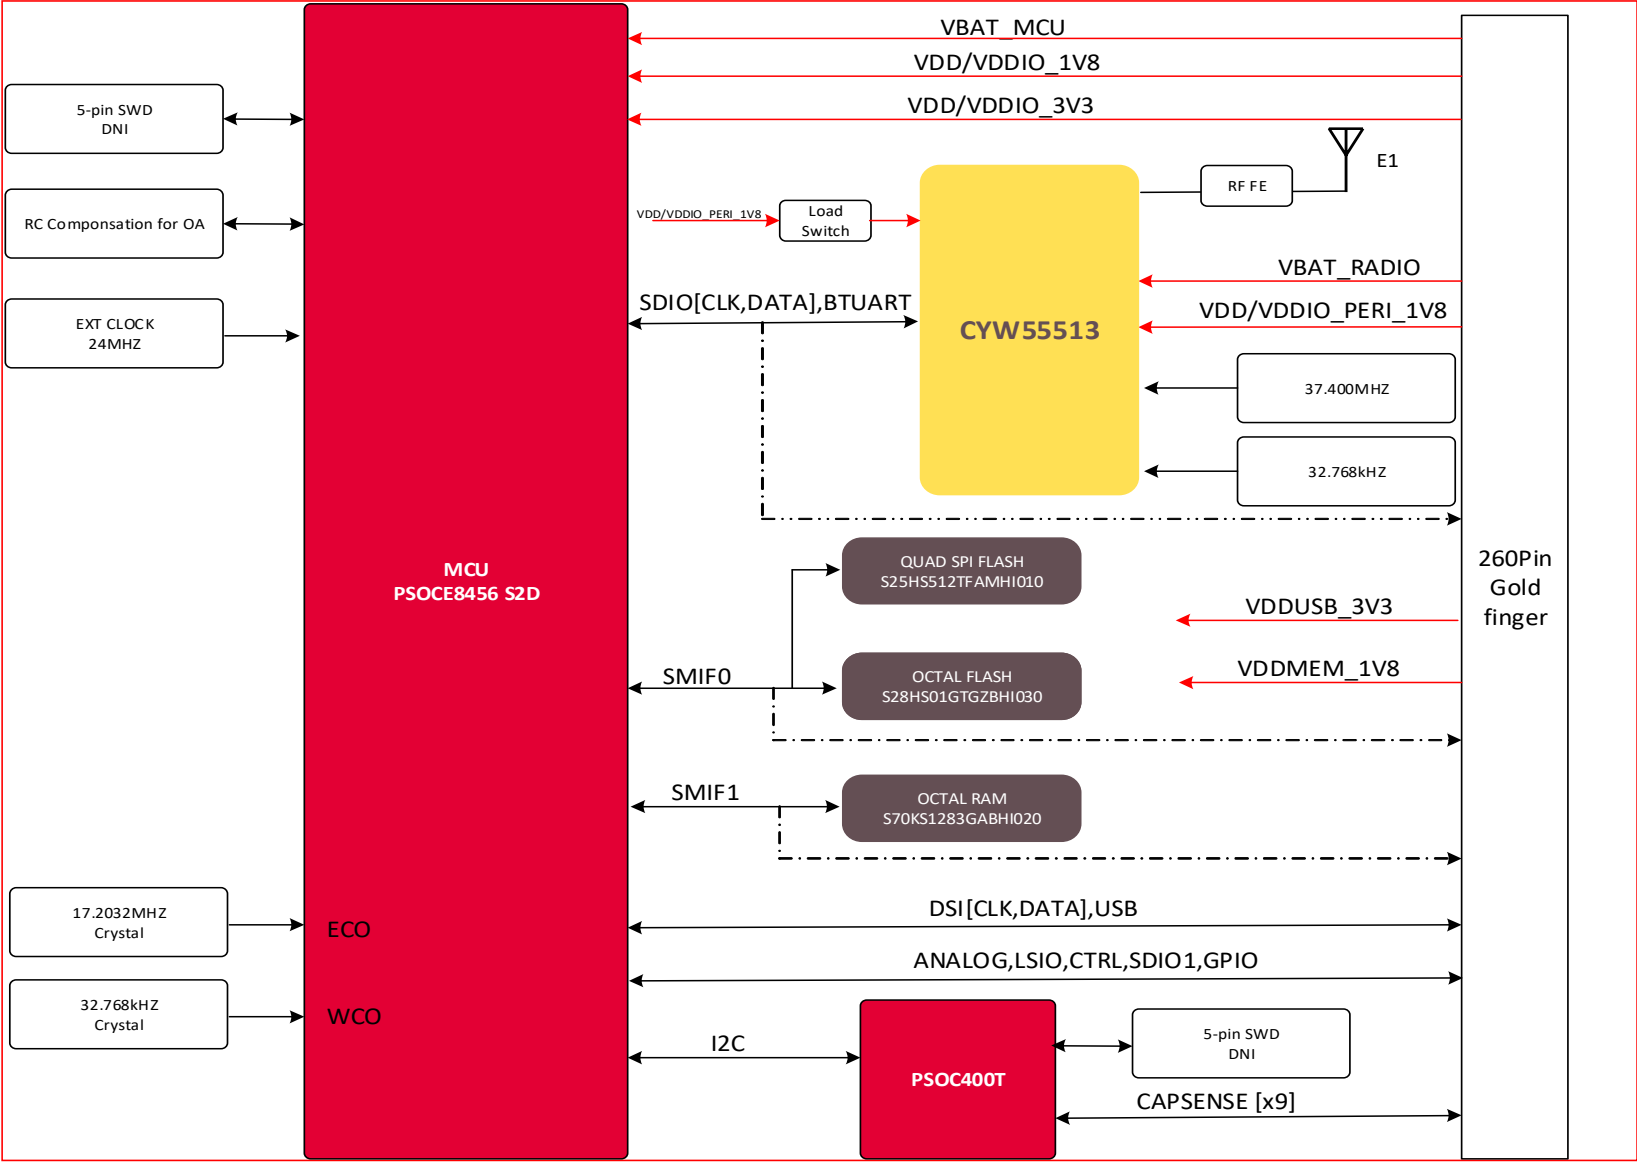 VBAT_MCU
VDD/VDDIO_1V8
VDD/VDDIO_3V3
5-pin SWD
DNI
E1
RF FE
RC Componsation for OA
VDD/VDDIO_PERI_1V8
Load
Switch
VBAT_RADIO
SDIO[CLK,DATA],BTUART
VDD/VDDIO_PERI_1V8
EXT CLOCK
24MHZ
CYW55513
37.400MHZ
32.768kHZ
MCU
PSOCE8456 S2D
QUAD SPI FLASH
S25HS512TFAMHI010
260Pin
Gold
finger
VDDUSB_3V3
SMIF0
OCTAL FLASH
S28HS01GTGZBHI030
VDDMEM_1V8
SMIF1
OCTAL RAM
S70KS1283GABHI020
17.2032MHZ
Crystal
ECO
DSI[CLK,DATA],USB
ANALOG,LSIO,CTRL,SDIO1,GPIO
32.768kHZ
Crystal
WCO
I2C
PSOC400T
5-pin SWD
DNI
CAPSENSE [x9]